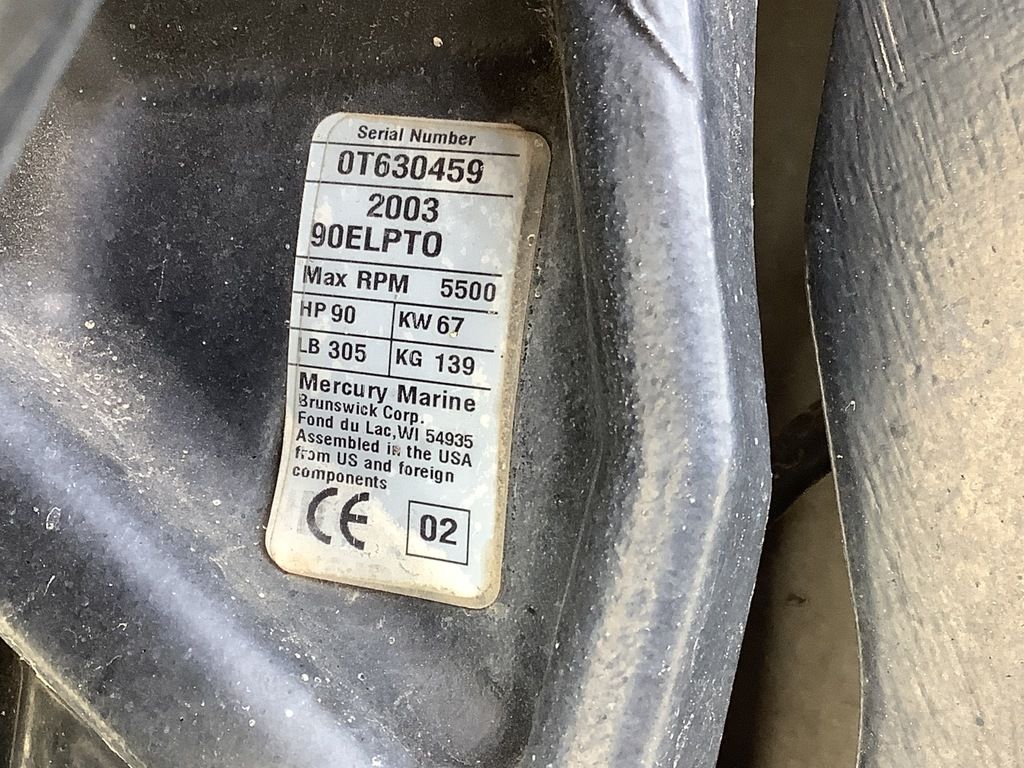 Serial Number
0T630459
2003
90ELPTO
Max RPM 5500
HP 90 KW 67
LB 305 KG 139
Mercury Marine
Brunswick Corp.
Fond du Lac,WI 54935
Assembled in the USA
from US and foreign
components
CE 02